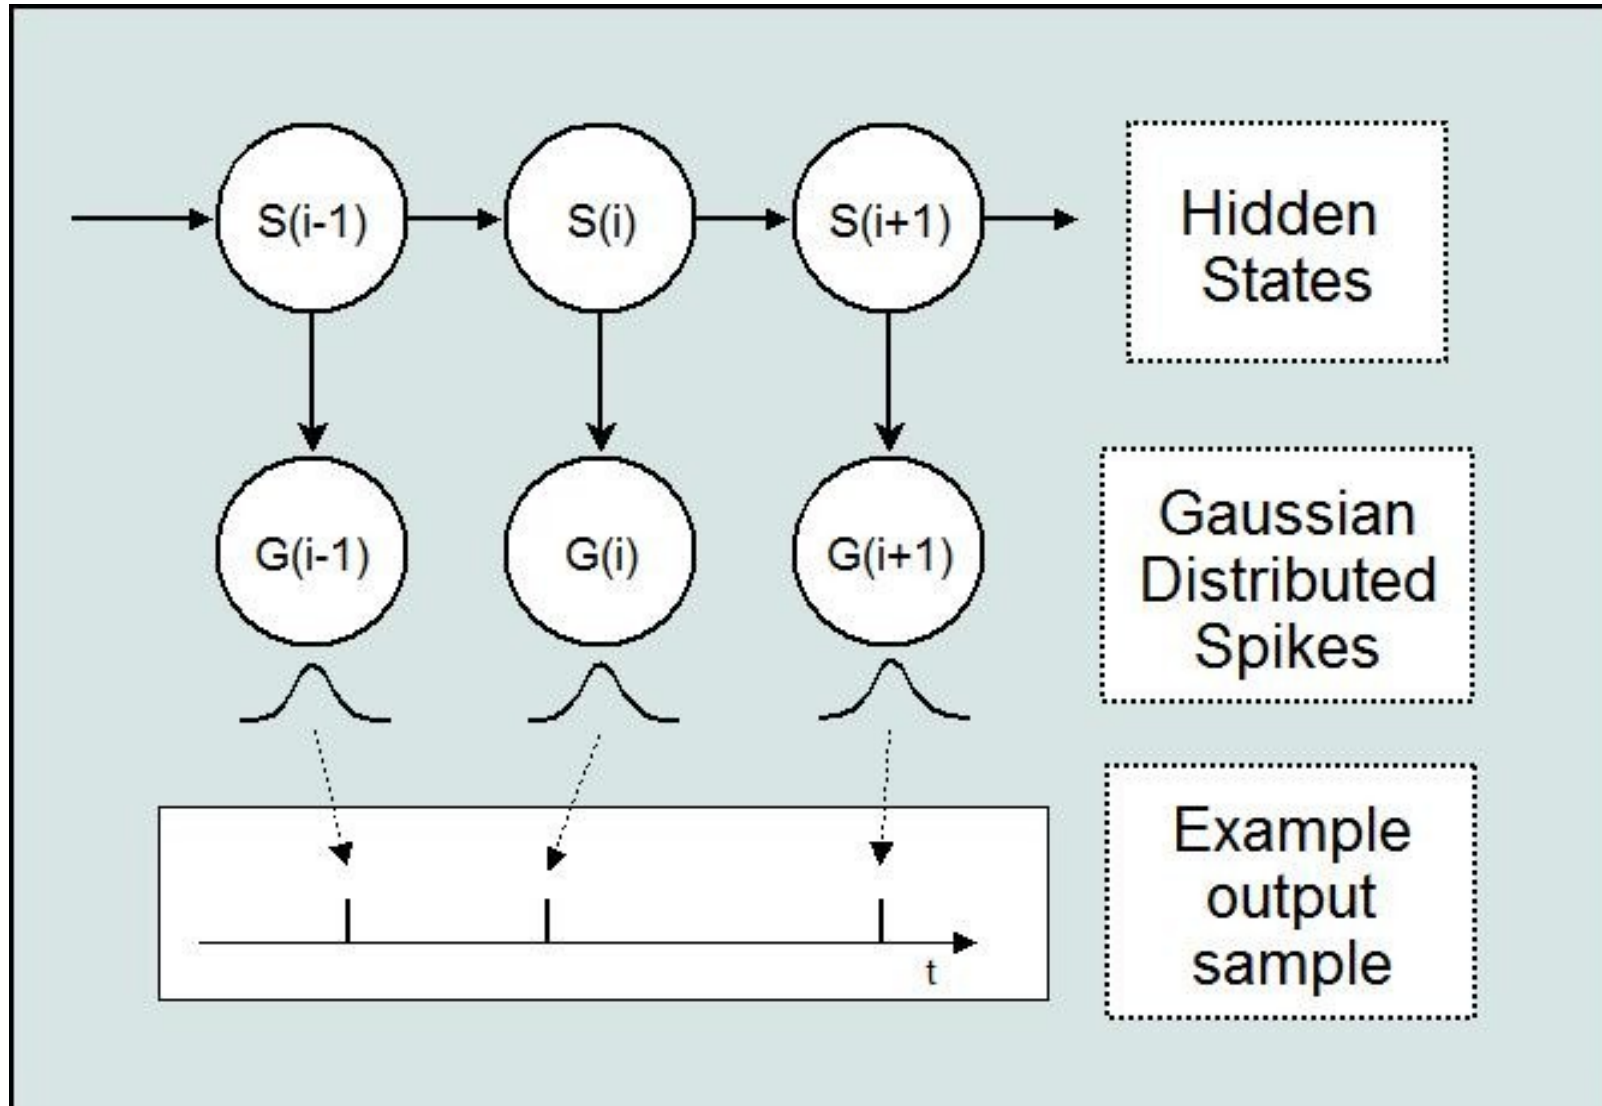 S(i-1)
S(i)
S(i+1)
Hidden
States
G(i-1)
G(i)
G(i+1)
Gaussian
Distributed
Spikes
Example
output
sample
t